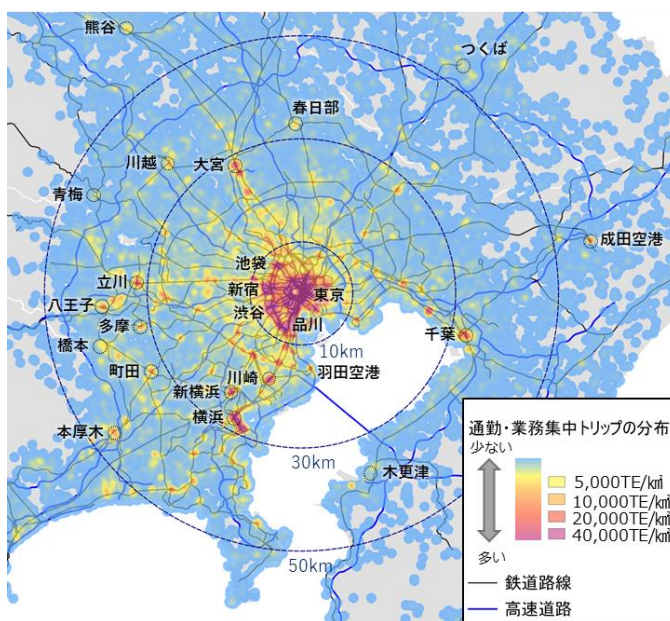 熊谷
つくば
春日部
川越
大宮
青梅
成田空港
池袋
立川
新宿
東京
八王子
渋谷
多摩
品川
千葉
橋本
10km
町田
川崎
羽田空港
新横浜
横浜
本厚木
30km
木更津
50km
通勤・業務集中トリップの分布
少ない
5,000TE/k㎡
10,000TE/k㎡
20,000TE/k㎡
40,000TE/k㎡
多い
鉄道路線
高速道路